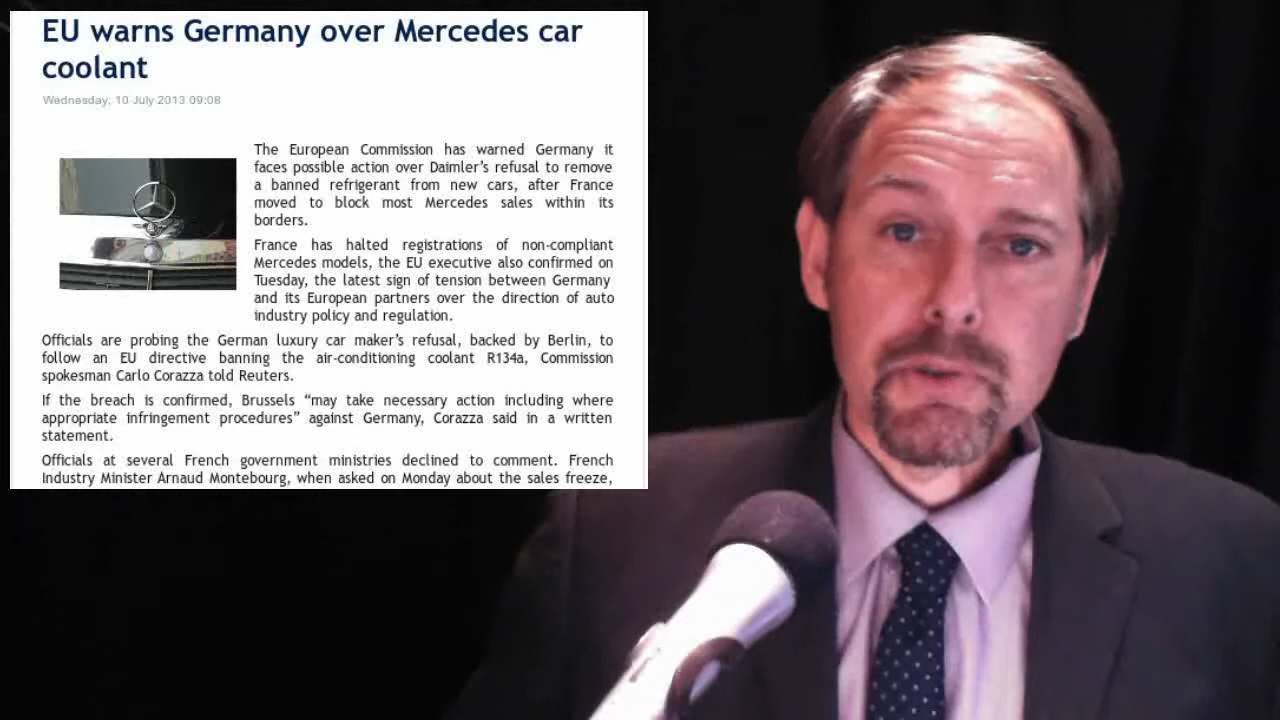 EU warns Germany over Mercedes car
coolant
Wednesday, 10 July 2013 09:08
The European Commission has warned Germany it
faces possible action over Daimler’s refusal to remove
a banned refrigerant from new cars, after France
moved to block most Mercedes sales within its
borders.
France has halted registrations of non-compliant
Mercedes models, the EU executive also confirmed on
Tuesday, the latest sign of tension between Germany
and its European partners over the direction of auto
industry policy and regulation.
Officials are probing the German luxury car maker’s refusal, backed by Berlin, to
follow an EU directive banning the air-conditioning coolant R134a, Commission
spokesman Carlo Corazza told Reuters.
If the breach is confirmed, Brussels “may take necessary action including where
appropriate infringement procedures” against Germany, Corazza said in a written
statement.
Officials at several French government ministries declined to comment. French
Industry Minister Arnaud Montebourg, when asked on Monday about the sales freeze,